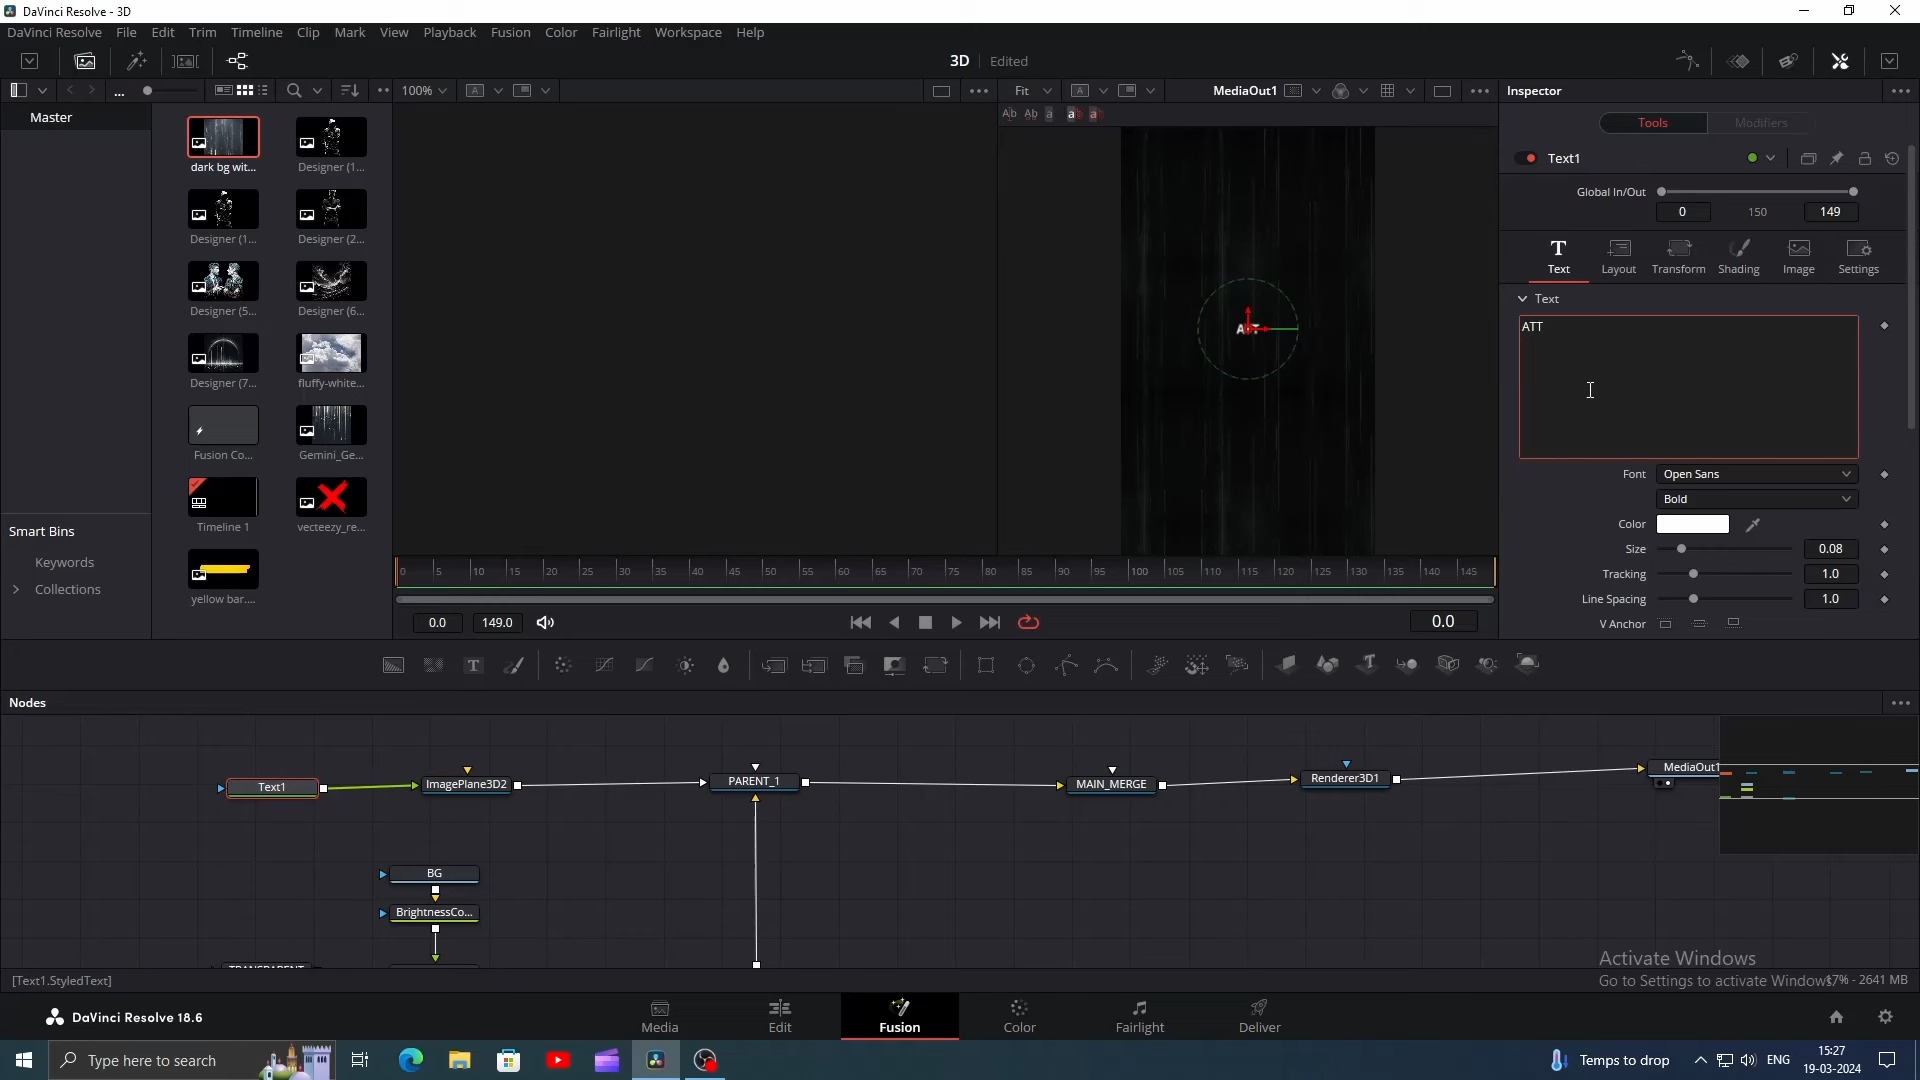 DaVinci Resolve - 3D
DaVinci Resolve File Edit Trim Timeline Clip Mark View Playback Fusion Color Fairlight Workspace Help
3D Edited
... 100% Fit MediaOut1 Inspector
Master
Tools Modifiers
Text1
Global In/Out
0 150 149
Text Layout Transform Shading Image Settings
Text
ATT
dark bg wit... Designer (1...
Designer (1... Designer (2...
Designer (5... Designer (6...
Designer (7... fluffy-white...
Fusion Co... Gemini_Ge...
Timeline 1 vecteezy_re...
yellow bar....
Smart Bins
Keywords
Collections
Font Open Sans
Bold
Color
Size 0.08
Tracking 1.0
Line Spacing 1.0
V Anchor
0 5 10 15 20 25 30 35 40 45 50 55 60 65 70 75 80 85 90 95 100 105 110 115 120 125 130 135 140 145
0.0 149.0 0.0
Nodes
Text1 ImagePlane3D2 PARENT_1 MAIN_MERGE Renderer3D1 MediaOut1
BG
BrightnessCo...
TRANSPARENT
[Text1.StyledText]
Activate Windows
Go to Settings to activate Windows.
17% - 2641 MB
DaVinci Resolve 18.6
Media Edit Fusion Color Fairlight Deliver
Type here to search
Temps to drop
ENG
15:27
19-03-2024